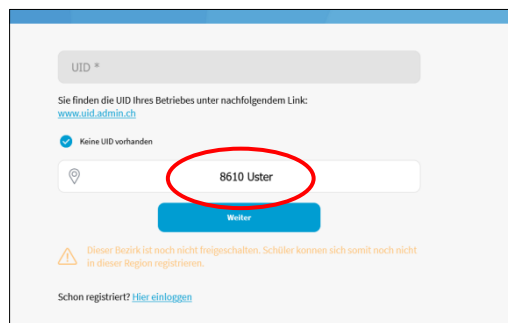 UID *
Sie finden die UID Ihres Betriebes unter nachfolgendem Link:
www.uid.admin.ch
Keine UID vorhanden
8610 Uster
Weiter
Dieser Bezirk ist noch nicht freigeschalten. Schüler konnen sich somit noch nicht
in dieser Region registrieren.
Schon registriert? Hier einloggen